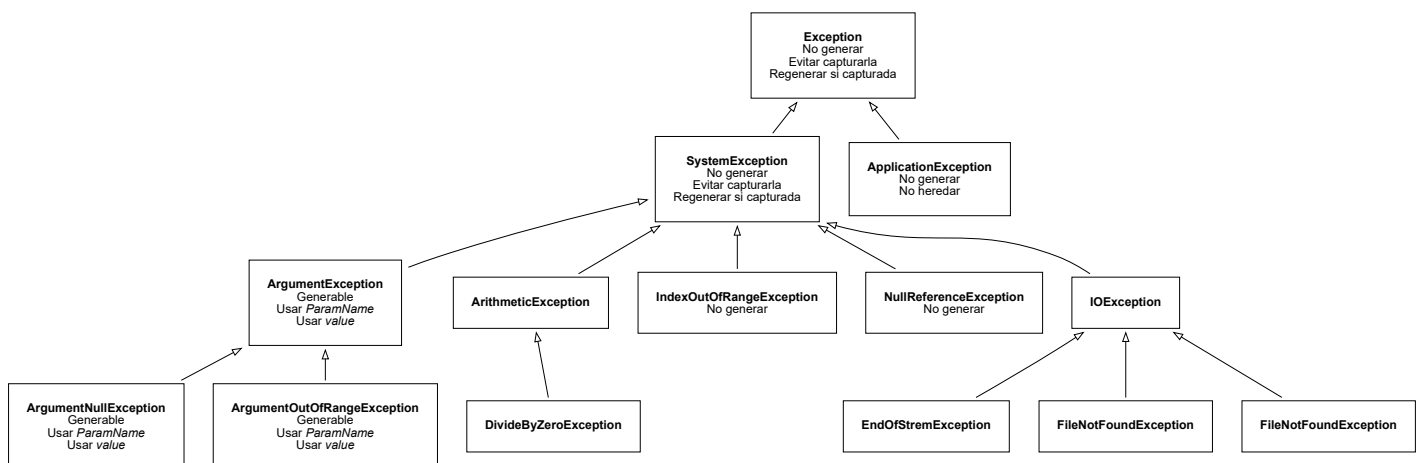 Exception
No generar
Evitar capturarla
Regenerar si capturada
SystemException
No generar
Evitar capturarla
Regenerar si capturada
ApplicationException
No generar
No heredar
ArgumentException
Generable
Usar ParamName
Usar value
ArithmeticException
IndexOutOfRangeException
No generar
NullReferenceException
No generar
IOException
ArgumentNullException
Generable
Usar ParamName
Usar value
ArgumentOutOfRangeException
Generable
Usar ParamName
Usar value
DivideByZeroException
EndOfStremException
FileNotFoundException
FileNotFoundException